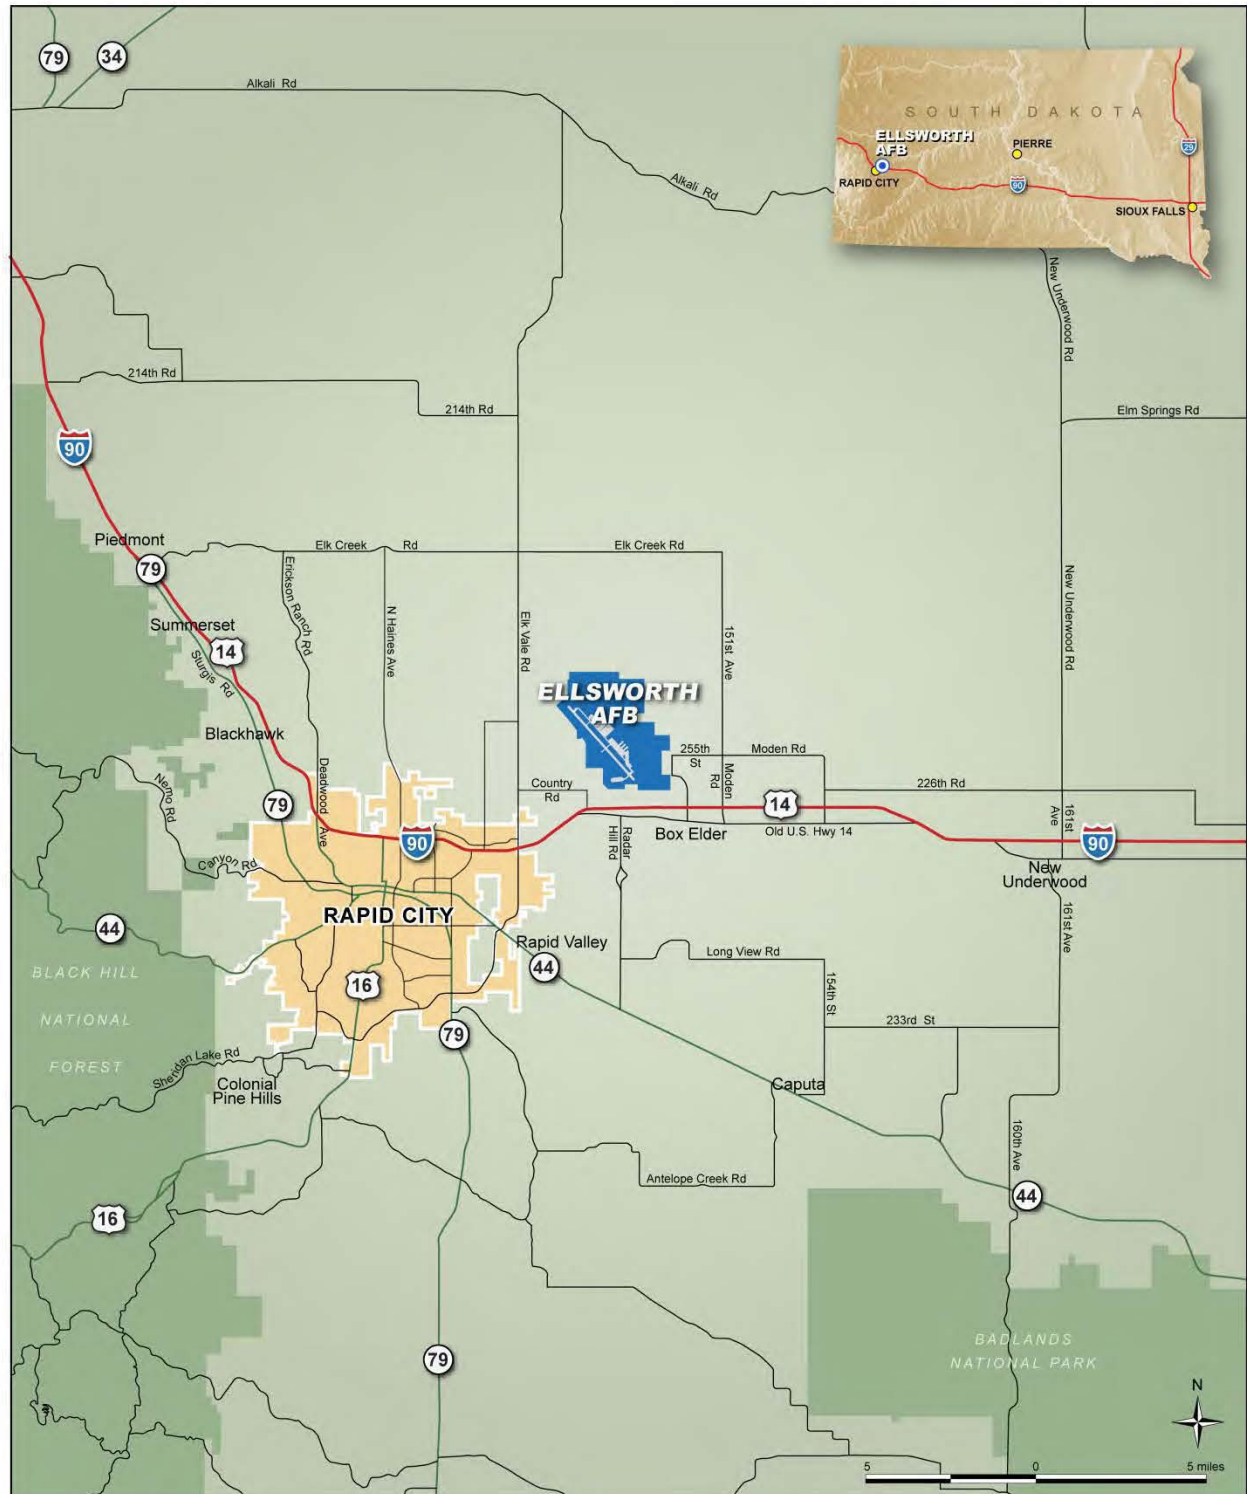 79
34
Alkali Rd
SOUTH DAKOTA
ELLSWORTH
AFB
PIERRE
29
RAPID CITY
90
SIOUX FALLS
Alkali Rd
New Underwood Rd
214th Rd
214th Rd
Elm Springs Rd
90
Piedmont
79
Elk Creek Rd
Elk Creek Rd
Erickson Ranch Rd
N Haines Ave
Elk Vale Rd
151st Ave
New Underwood Rd
Summerset
14
Sturgis Rd
ELLSWORTH
AFB
Blackhawk
Deadwood Ave
255th
St
Moden Rd
Moden
Rd
Nemo Rd
Country
Rd
226th Rd
79
14
161st
Ave
90
Radar
Hill Rd
Box Elder
Old U.S. Hwy 14
90
Canyon Rd
New
Underwood
RAPID CITY
161st Ave
44
Rapid Valley
44
Long View Rd
BLACK HILL
NATIONAL
FOREST
16
154th St
233rd St
79
Sheridan Lake Rd
Colonial
Pine Hills
Caputa
160th Ave
Antelope Creek Rd
44
16
79
BADLANDS
NATIONAL PARK
N
5 0 5 miles